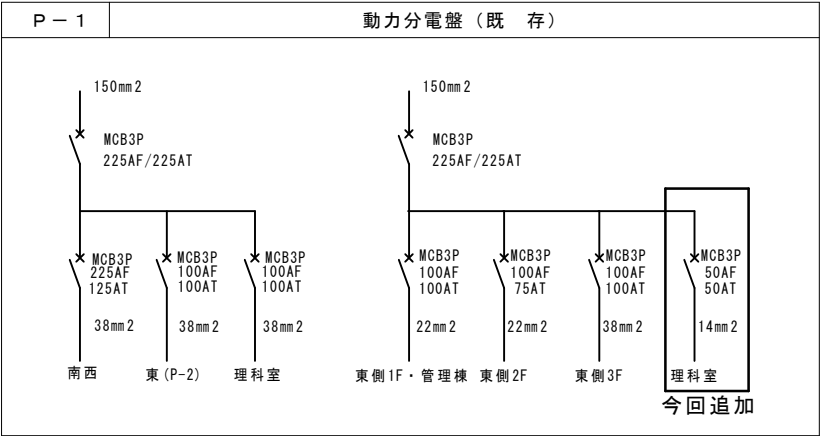 P－1
動力分電盤（既　存）
150mm2
MCB3P
225AF/225AT
MCB3P
225AF
125AT
38mm2
南西
MCB3P
100AF
100AT
38mm2
東(P-2)
MCB3P
100AF
100AT
38mm2
理科室
150mm2
MCB3P
225AF/225AT
MCB3P
100AF
100AT
22mm2
東側1F・管理棟
MCB3P
100AF
75AT
22mm2
東側2F
MCB3P
100AF
100AT
38mm2
東側3F
MCB3P
50AF
50AT
14mm2
理科室
今回追加